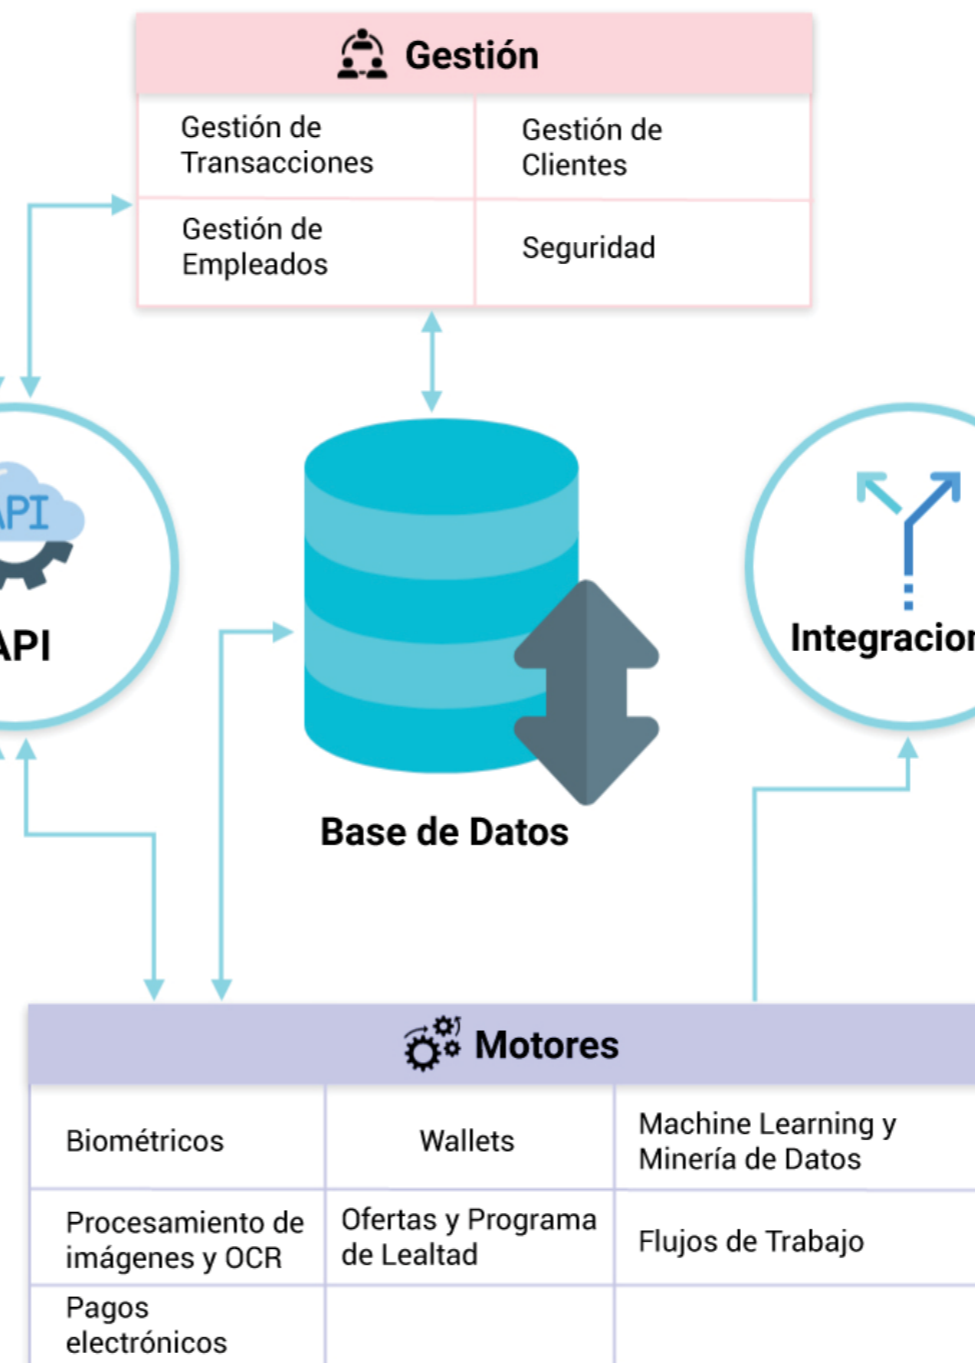 Gestión
Gestión de
Transacciones
Gestión de
Clientes
Gestión de
Empleados
Seguridad
API
API
Integracion
Base de Datos
Motores
Biométricos
Wallets
Machine Learning y
Minería de Datos
Procesamiento de
imágenes y OCR
Ofertas y Programa
de Lealtad
Flujos de Trabajo
Pagos
electrónicos